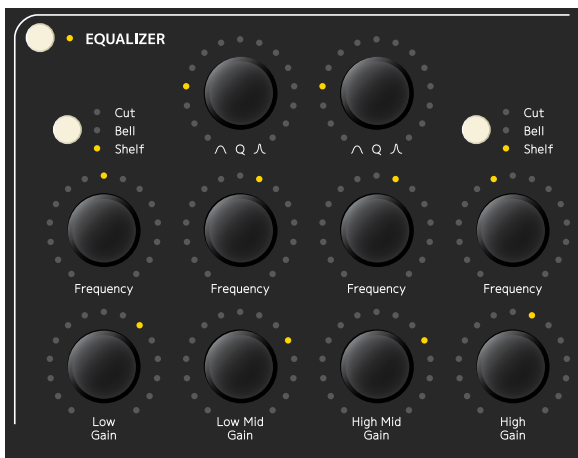 EQUALIZER
Cut
Bell
Shelf
Q
Q
Cut
Bell
Shelf
Frequency
Frequency
Frequency
Frequency
Low
Gain
Low Mid
Gain
High Mid
Gain
High
Gain